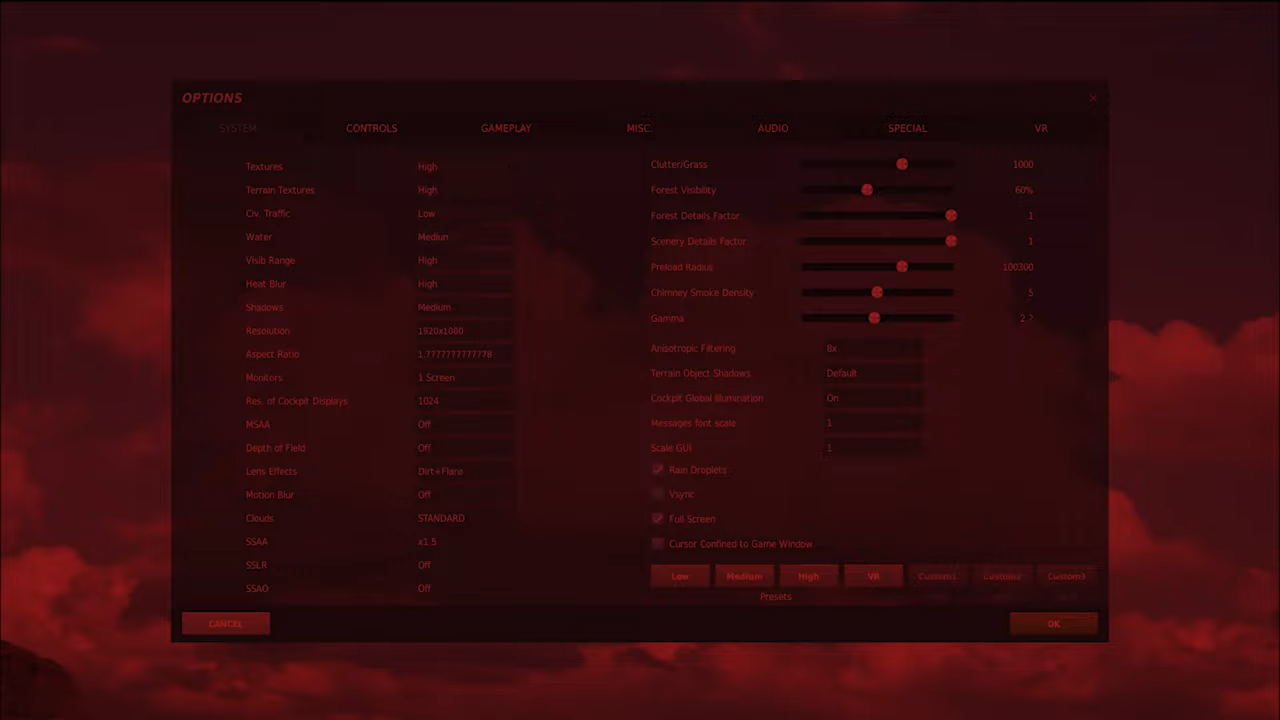 OPTIONS
×
SYSTEM CONTROLS GAMEPLAY MISC. AUDIO SPECIAL VR
Textures High
Terrain Textures High
Civ. Traffic Low
Water Medium
Visib Range High
Heat Blur High
Shadows Medium
Resolution 1920x1080
Aspect Ratio 1.7777777777778
Monitors 1 Screen
Res. of Cockpit Displays 1024
MSAA Off
Depth of Field Off
Lens Effects Dirt+Flare
Motion Blur Off
Clouds STANDARD
SSAA x1.5
SSLR Off
SSAO Off
Clutter/Grass 1000
Forest Visibility 60%
Forest Details Factor 1
Scenery Details Factor 1
Preload Radius 100300
Chimney Smoke Density 5
Gamma
Anisotropic Filtering 8x
Terrain Object Shadows Default
Cockpit Global Illumination On
Messages font scale 1
Scale GUI 1
Rain Droplets
Vsync
Full Screen
Cursor Confined to Game Window
Low Medium High VR Custom1 Custom2 Custom3
Presets
CANCEL OK